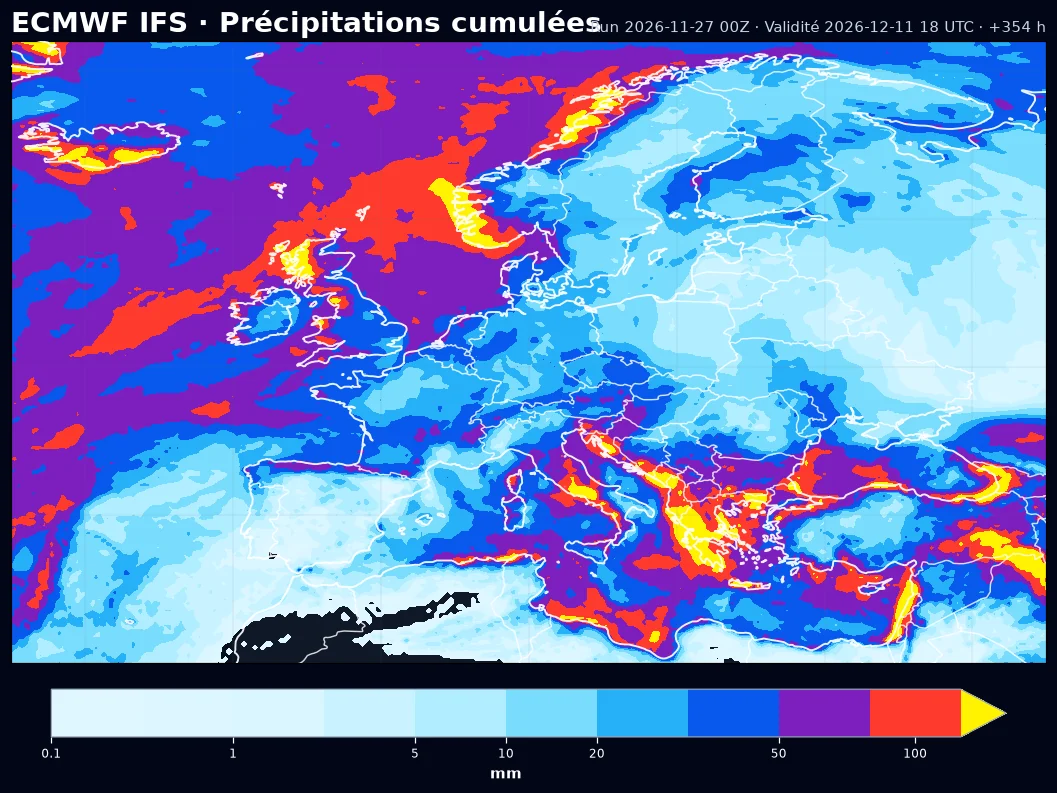 ECMWF IFS · Précipitations cumulées
Run 2026-11-27 00Z · Validité 2026-12-11 18 UTC · +354 h
0.1 1 5 10 20 50 100
mm